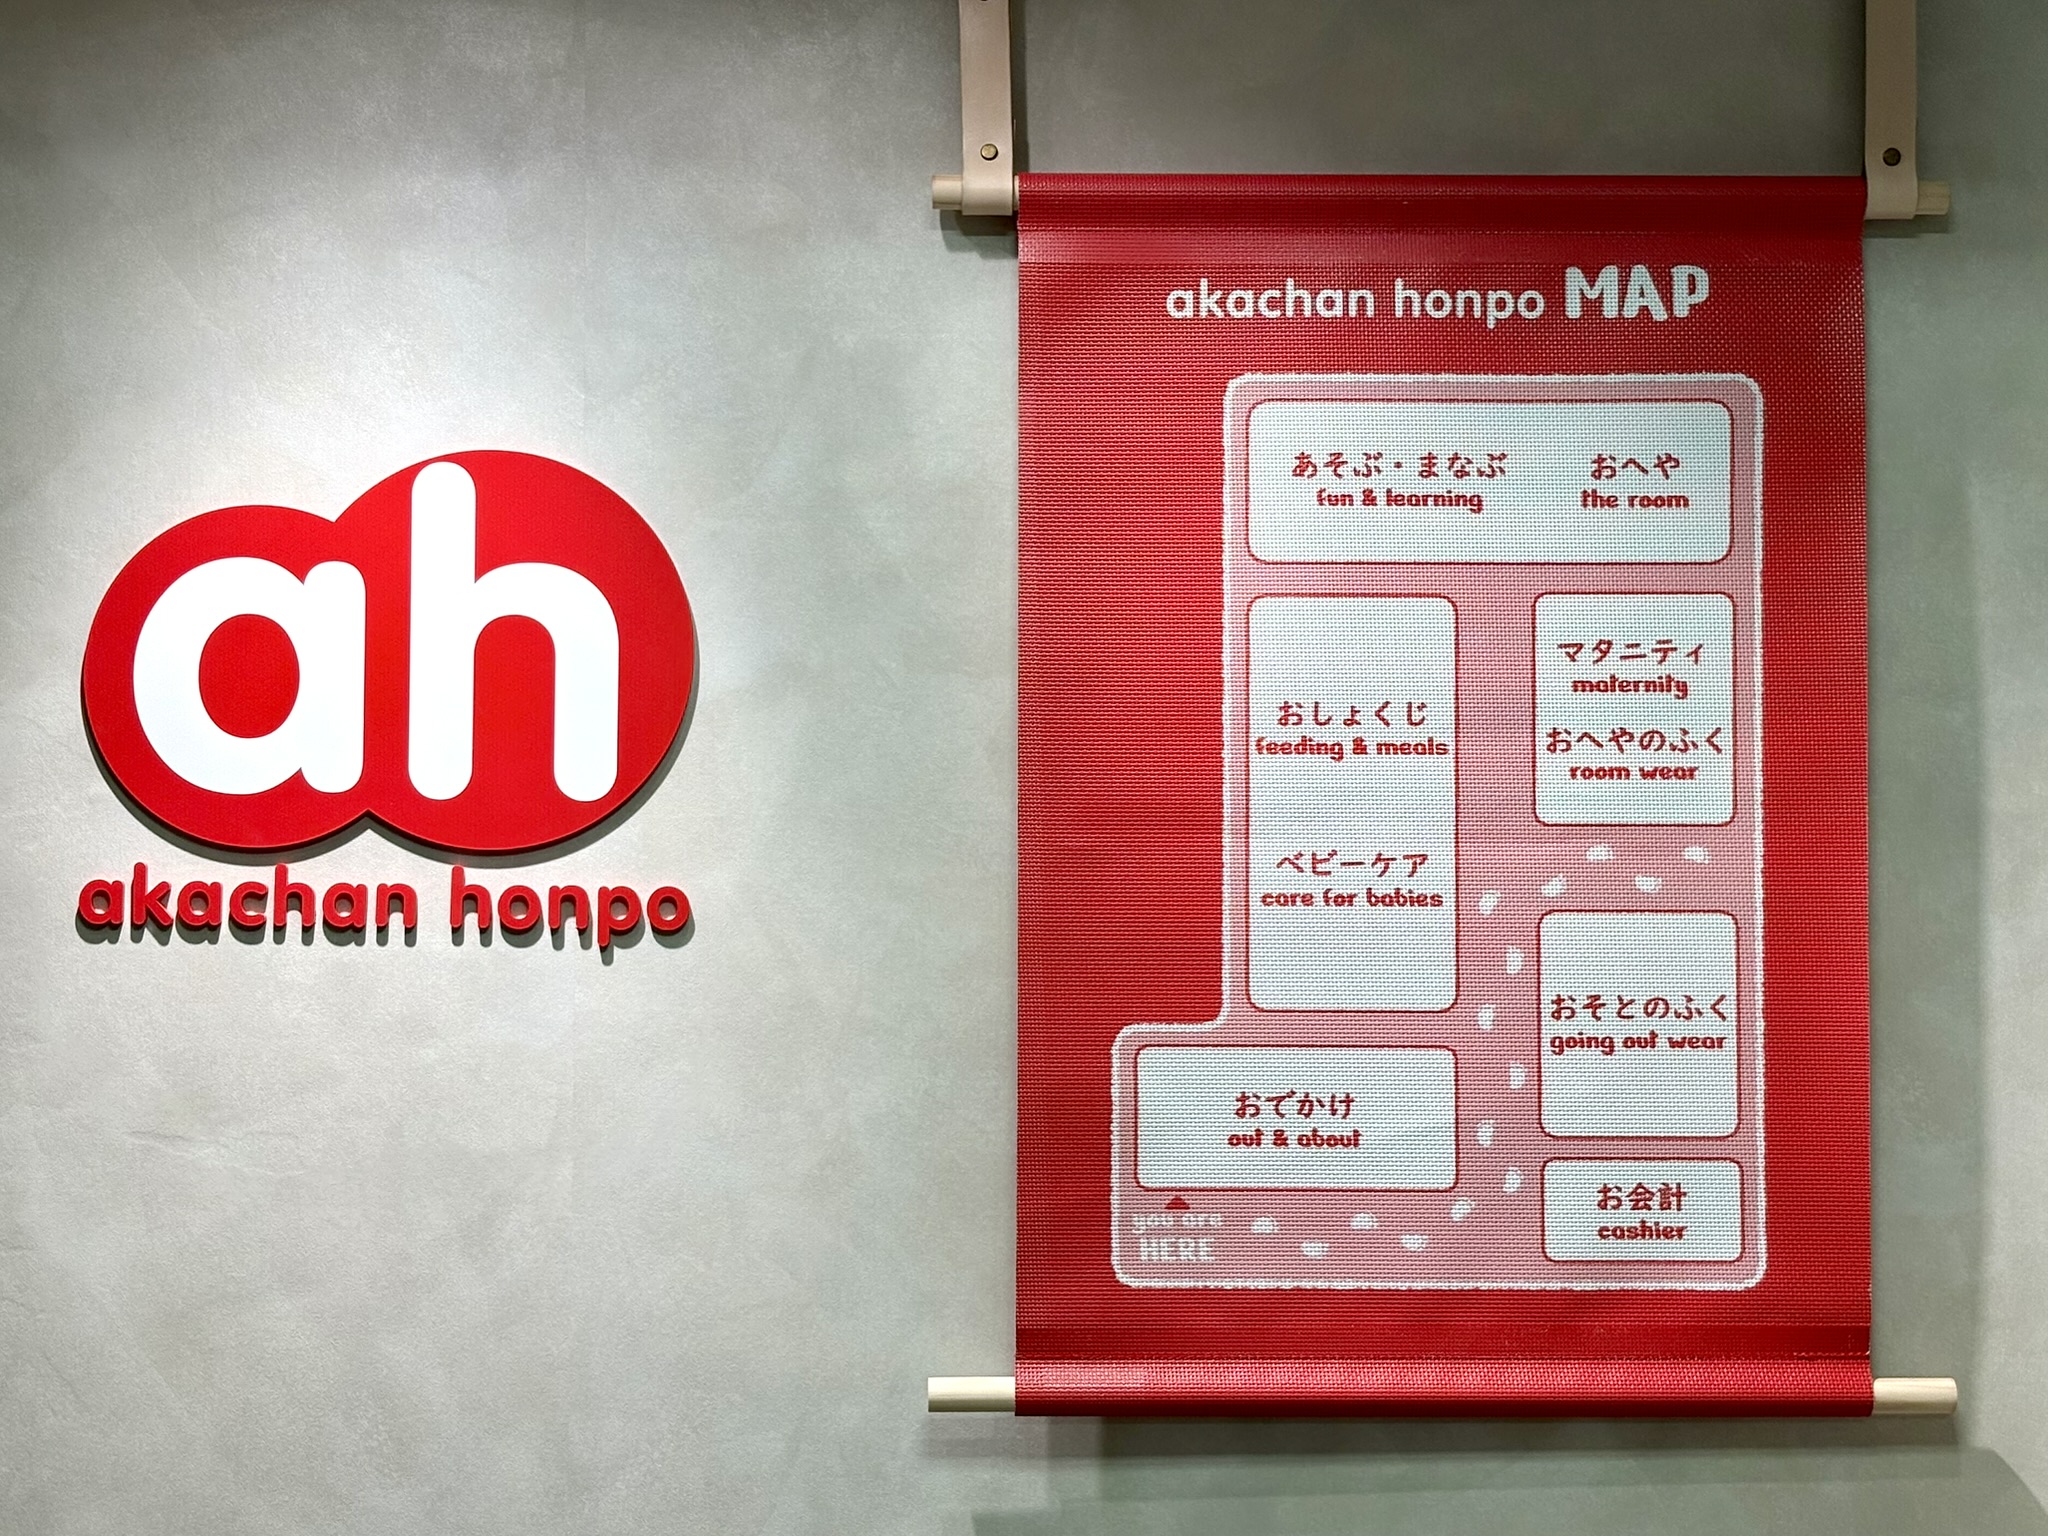 ah
akachan honpo
akachan honpo MAP
あそぶ・まなぶ
fun & learning
おへや
the room
おしょくじ
feeding & meals
ベビーケア
care for babies
マタニティ
maternity
おへやのふく
room wear
おそとのふく
going out wear
おでかけ
out & about
お会計
cashier
you are
HERE